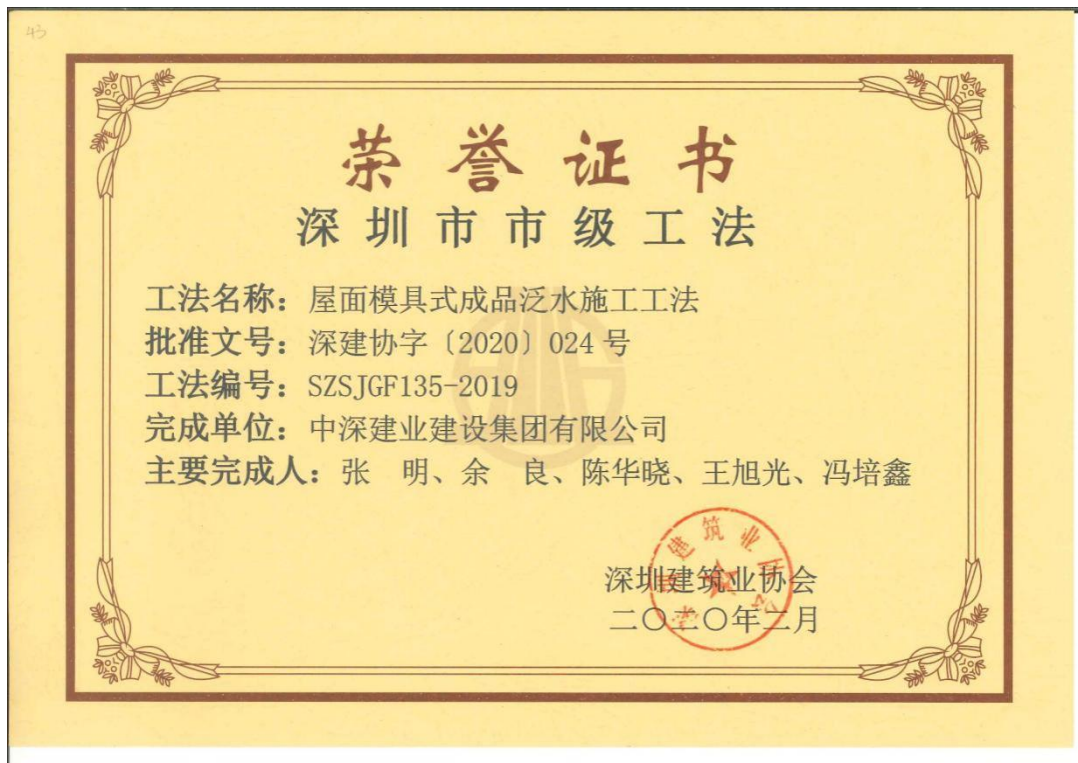 43
荣誉证书
深圳市市级工法
工法名称：屋面模具式成品泛水施工工法
批准文号：深建协字〔2020〕024号
工法编号：SZSJGF135-2019
完成单位：中深建业建设集团有限公司
主要完成人：张　明、余　良、陈华晓、王旭光、冯培鑫
深圳建筑业协会
二〇二〇年二月